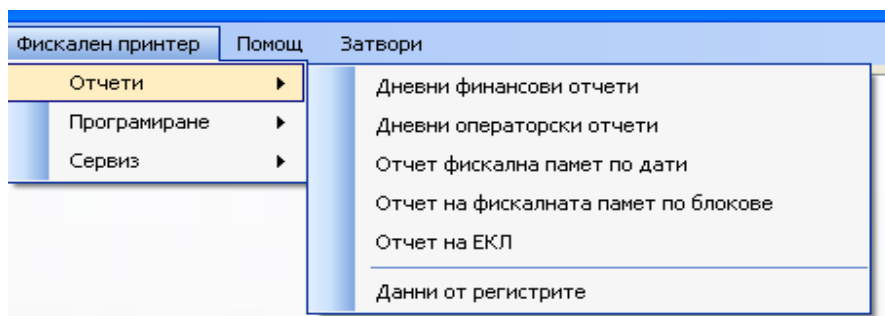 Фискален принтер Помощ Затвори
Отчети
Програмиране
Сервиз
Дневни финансови отчети
Дневни операторски отчети
Отчет фискална памет по дати
Отчет на фискалната памет по блокове
Отчет на ЕКЛ
Данни от регистрите